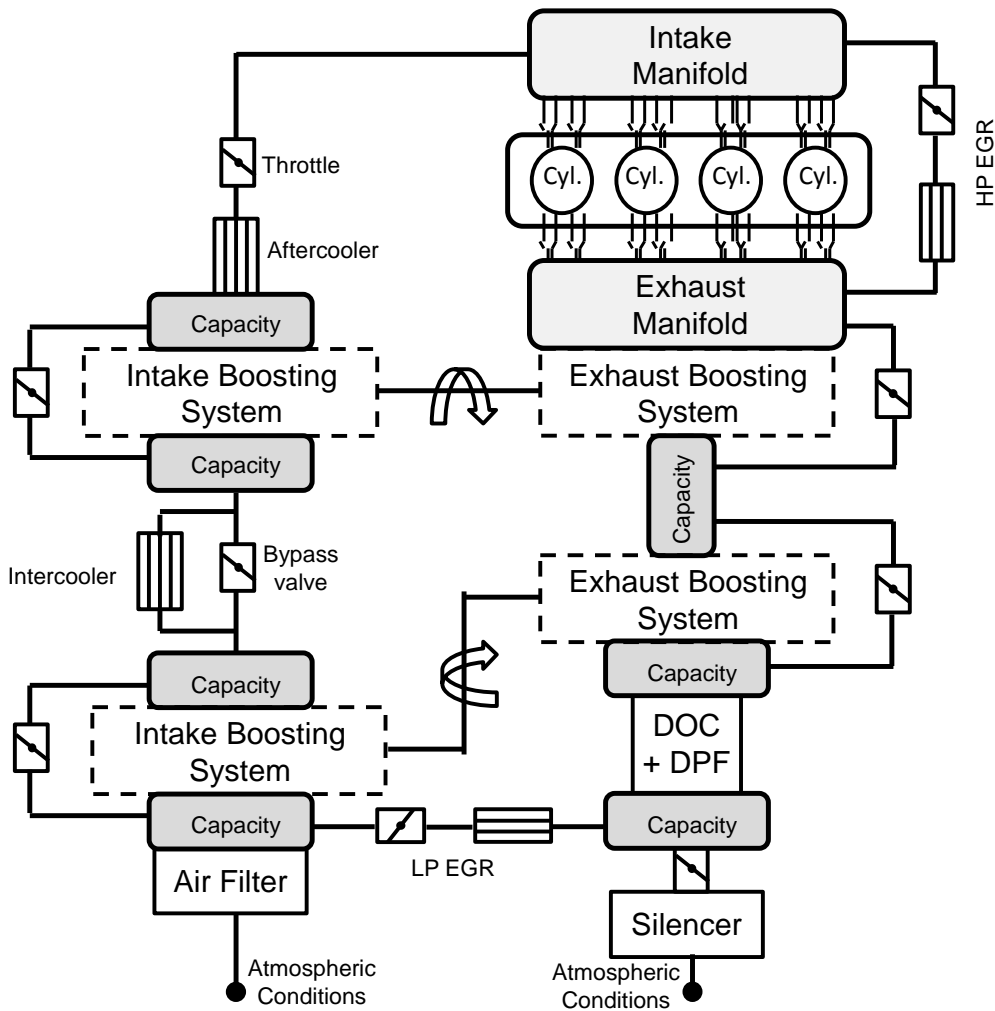 Intake
Manifold
Throttle
Cyl.
Cyl.
Cyl.
Cyl.
HP EGR
Aftercooler
Exhaust
Manifold
Capacity
Intake Boosting
System
Exhaust Boosting
System
Capacity
Capacity
Intercooler
Bypass
valve
Exhaust Boosting
System
Capacity
Capacity
Intake Boosting
System
DOC
+ DPF
Capacity
Capacity
LP EGR
Air Filter
Silencer
Atmospheric
Conditions
Atmospheric
Conditions